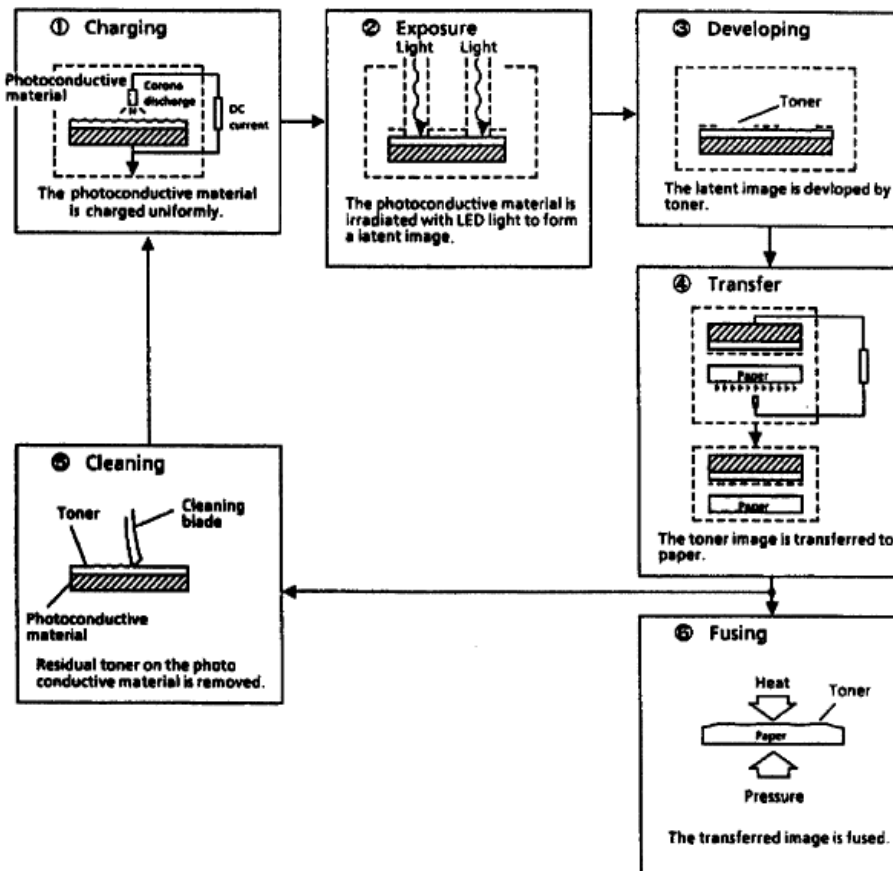 ① Charging
Photoconductive
material
Corona
discharge
DC
current
The photoconductive material
is charged uniformly.
② Exposure
Light Light
The photoconductive material is
irradiated with LED light to form
a latent image.
③ Developing
Toner
The latent image is devloped by
toner.
④ Transfer
Paper
Paper
The toner image is transferred to
paper.
⑤ Cleaning
Toner
Cleaning
blade
Photoconductive
material
Residual toner on the photo
conductive material is removed.
⑥ Fusing
Heat
Toner
Paper
Pressure
The transferred image is fused.